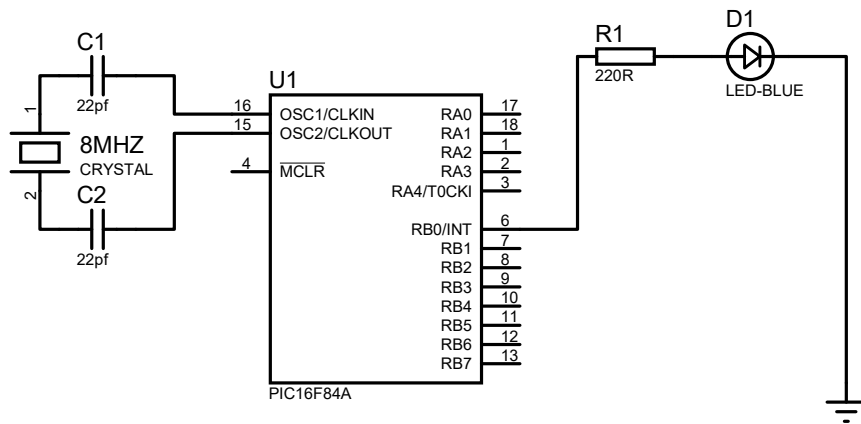 C1
22pf
1
8MHZ
CRYSTAL
2
C2
22pf
U1
16 OSC1/CLKIN
15 OSC2/CLKOUT
4 MCLR
RA0 17
RA1 18
RA2 1
RA3 2
RA4/T0CKI 3
RB0/INT 6
RB1 7
RB2 8
RB3 9
RB4 10
RB5 11
RB6 12
RB7 13
PIC16F84A
R1
220R
D1
LED-BLUE